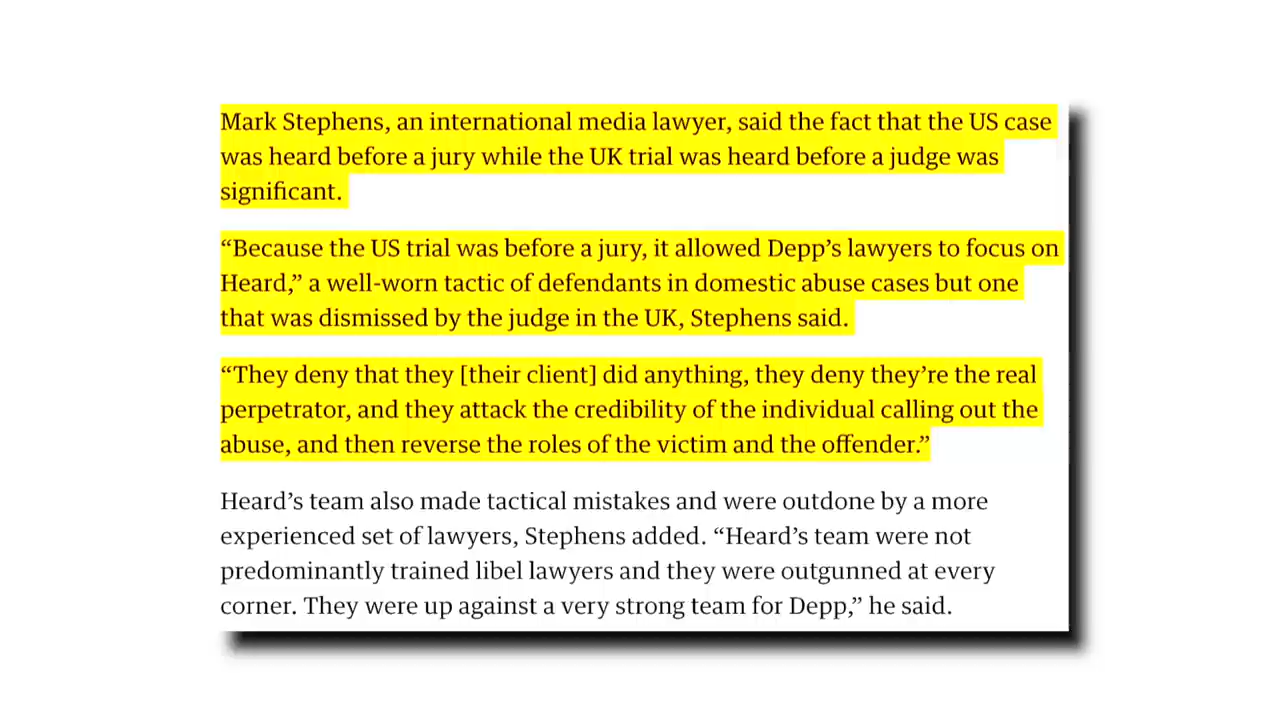 Mark Stephens, an international media lawyer, said the fact that the US case
was heard before a jury while the UK trial was heard before a judge was
significant.
“Because the US trial was before a jury, it allowed Depp’s lawyers to focus on
Heard,” a well-worn tactic of defendants in domestic abuse cases but one
that was dismissed by the judge in the UK, Stephens said.
“They deny that they [their client] did anything, they deny they’re the real
perpetrator, and they attack the credibility of the individual calling out the
abuse, and then reverse the roles of the victim and the offender.”
Heard’s team also made tactical mistakes and were outdone by a more
experienced set of lawyers, Stephens added. “Heard’s team were not
predominantly trained libel lawyers and they were outgunned at every
corner. They were up against a very strong team for Depp,” he said.